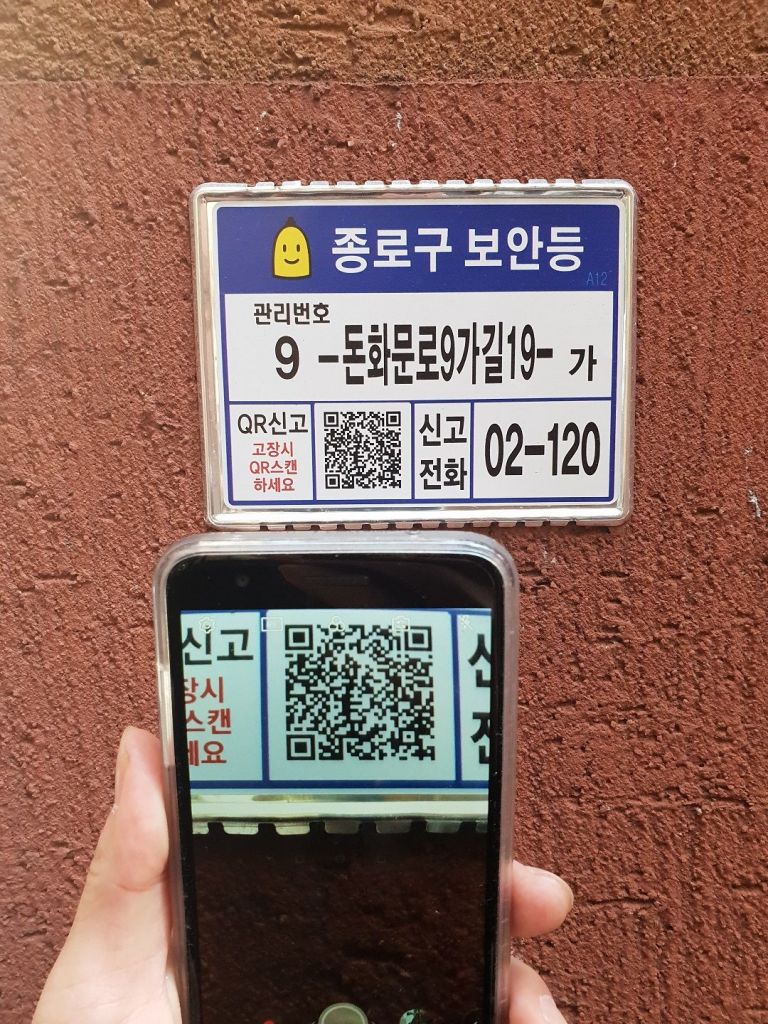 종로구 보안등
A12
관리번호
9 -돈화문로9가길19- 가
QR신고
고장시
QR스캔
하세요
신고
전화
02-120
신고
장시
스캔
세요